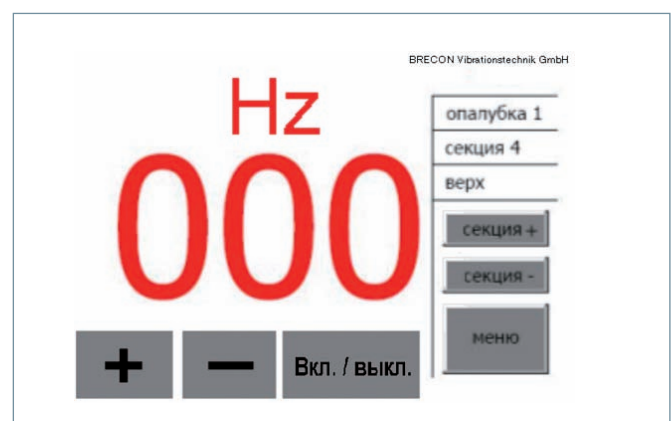 BRECON Vibrationstechnik GmbH
Hz
000
опалубка 1
секция 4
верх
секция +
секция -
меню
+
—
Вкл. / выкл.